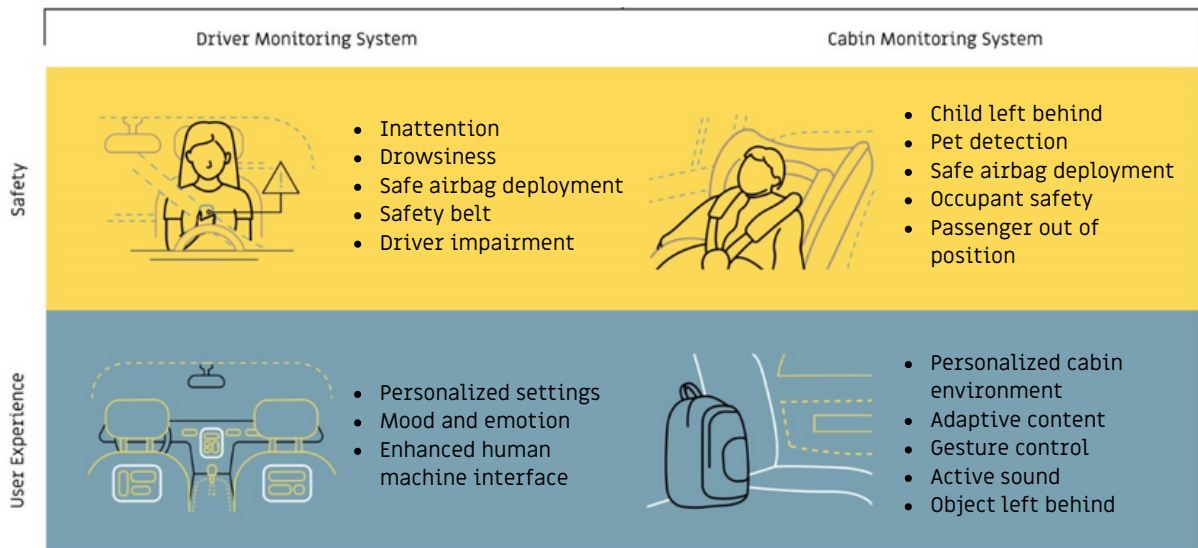 Driver Monitoring System
Cabin Monitoring System
Safety
• Inattention
• Drowsiness
• Safe airbag deployment
• Safety belt
• Driver impairment
• Child left behind
• Pet detection
• Safe airbag deployment
• Occupant safety
• Passenger out of
position
User Experience
• Personalized settings
• Mood and emotion
• Enhanced human
machine interface
• Personalized cabin
environment
• Adaptive content
• Gesture control
• Active sound
• Object left behind